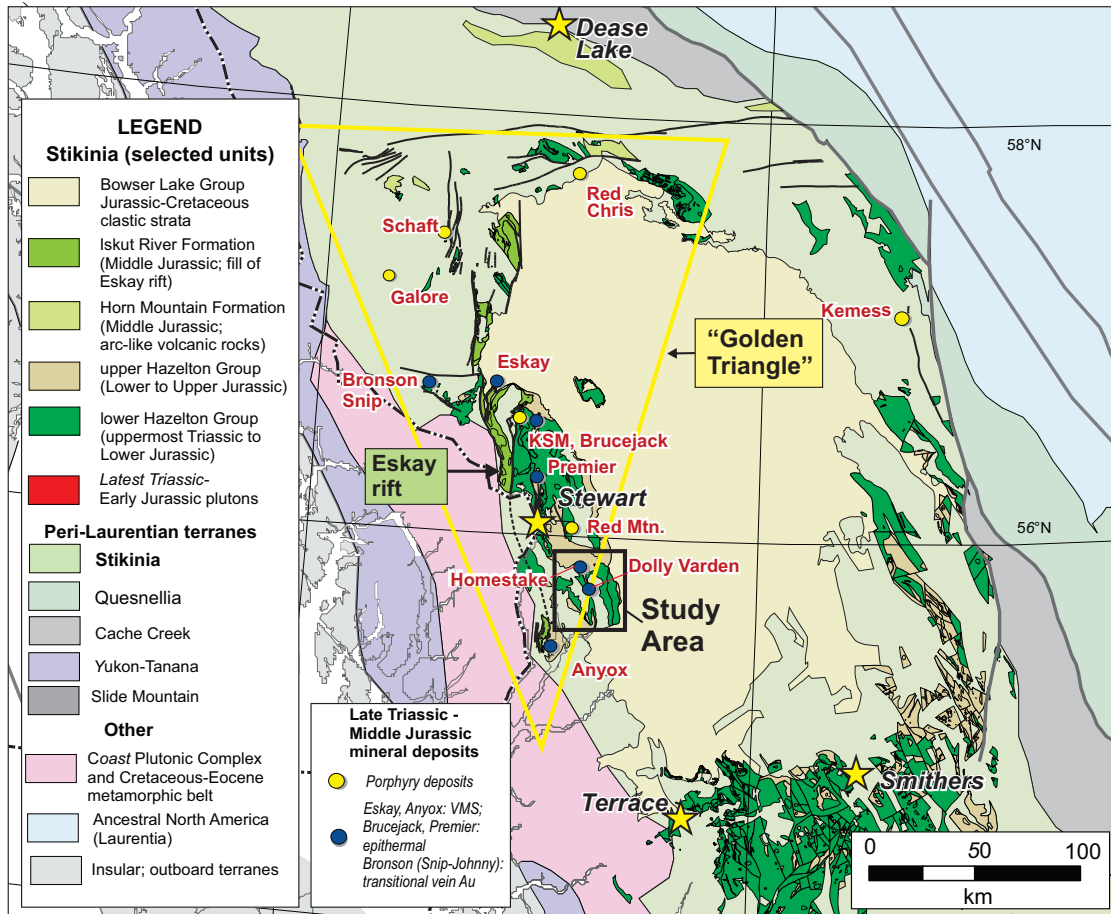 Dease
Lake
58°N
LEGEND
Stikinia (selected units)
Bowser Lake Group
Jurassic-Cretaceous
clastic strata
Iskut River Formation
(Middle Jurassic; fill of
Eskay rift)
Horn Mountain Formation
(Middle Jurassic;
arc-like volcanic rocks)
upper Hazelton Group
(Lower to Upper Jurassic)
lower Hazelton Group
(uppermost Triassic to
Lower Jurassic)
Latest Triassic-
Early Jurassic plutons
Peri-Laurentian terranes
Stikinia
Quesnellia
Cache Creek
Yukon-Tanana
Slide Mountain
Other
Coast Plutonic Complex
and Cretaceous-Eocene
metamorphic belt
Ancestral North America
(Laurentia)
Insular; outboard terranes
Red
Chris
Schaft
Galore
Kemess
"Golden
Triangle"
Eskay
Bronson
Snip
KSM, Brucejack
Premier
Eskay
rift
Stewart
Red Mtn.
56°N
Homestake
Dolly Varden
Study
Area
Anyox
Late Triassic -
Middle Jurassic
mineral deposits
Porphyry deposits
Eskay, Anyox: VMS;
Brucejack, Premier:
epithermal
Bronson (Snip-Johnny):
transitional vein Au
Terrace
Smithers
0 50 100
km